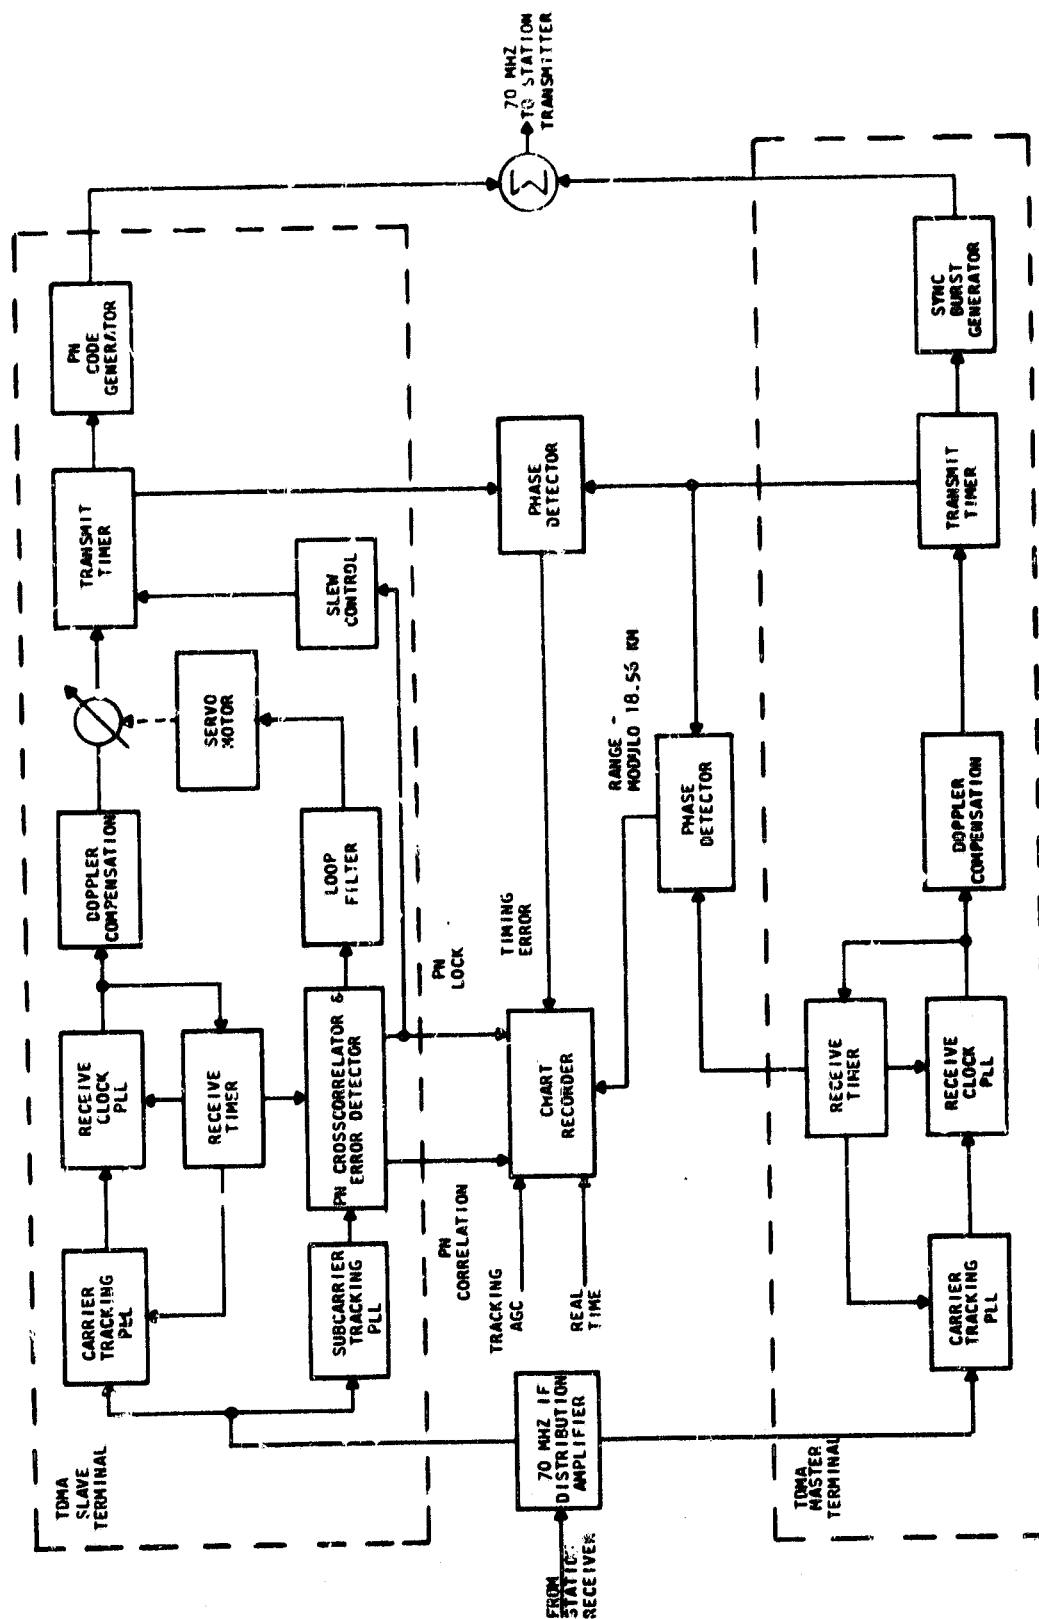 TDMA
SLAVE
TERMINAL
CARRIER
TRACKING
PLL
RECEIVE
CLOCK
PLL
DOPPLER
COMPENSATION
TRANSMIT
TIMER
PN
CODE
GENERATOR
RECEIVE
TIMER
SERVO
MOTOR
SUBCARRIER
TRACKING
PLL
PN CROSSCORRELATOR &
ERROR DETECTOR
LOOP
FILTER
SLEW
CONTROL
PN
CORRELATION
PN
LOCK
FROM
STATION
RECEIVER
70 MHZ IF
DISTRIBUTION
AMPLIFIER
TRACKING
AGC
REAL
TIME
CHART
RECORDER
TIMING
ERROR
PHASE
DETECTOR
Σ
70 MHZ
TO STATION
TRANSMITTER
RANGE -
MODULO 18.56 KM
PHASE
DETECTOR
TDMA
MASTER
TERMINAL
RECEIVE
TIMER
CARRIER
TRACKING
PLL
RECEIVE
CLOCK
PLL
DOPPLER
COMPENSATION
TRANSMIT
TIMER
SYNC
BURST
GENERATOR